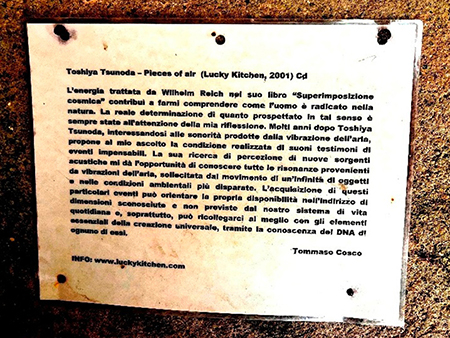 Toshiya Tsunoda – Pieces of air (Lucky Kitchen, 2001) Cd
L'energia trattata da Wilhelm Reich nel suo libro "Superimposizione
cosmica" contribuì a farmi comprendere come l'uomo è radicato nella
natura. La reale determinazione di quanto prospettato in tal senso è
sempre stata all'attenzione della mia riflessione. Molti anni dopo Toshiya
Tsunoda, interessandosi alle sonorità prodotte dalla vibrazione dell'aria,
propone al mio ascolto la condizione realizzata di suoni testimoni di
eventi impensabili. La sua ricerca di percezione di nuove sorgenti
acustiche mi dà l'opportunità di conoscere tutte le risonanze provenienti
da vibrazioni dell'aria, sollecitata dal movimento di un'infinità di oggetti
e nelle condizioni ambientali più disparate. L'acquisizione di questi
particolari eventi può orientare la propria disponibilità nell'indirizzo di
dimensioni sconosciute e non previste dal nostro sistema di vita
quotidiana e, soprattutto, può ricollegarci al meglio con gli elementi
essenziali della creazione universale, tramite la conoscenza del DNA di
ognuno di essi.
Tommaso Cosco
INFO: www.luckykitchen.com